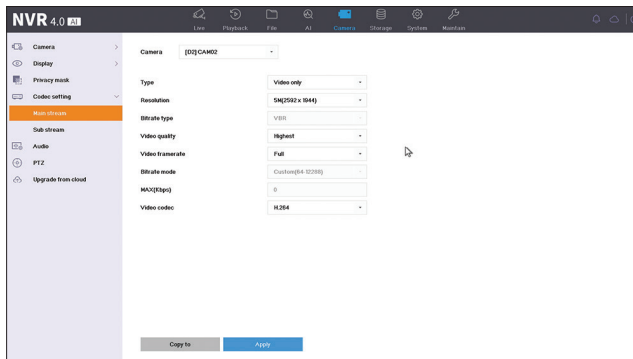 NVR 4.0 AI
Live Playback File AI Camera Storage System Maintain
Camera
Display
Privacy mask
Codec setting
Main stream
Sub stream
Audio
PTZ
Upgrade from cloud
Camera [D2] CAM02
Type Video only
Resolution 5M(2592 x 1944)
Bitrate type VBR
Video quality Highest
Video framerate Full
Bitrate mode Custom(64-12288)
MAX(Kbps) 0
Video codec H.264
Copy to Apply